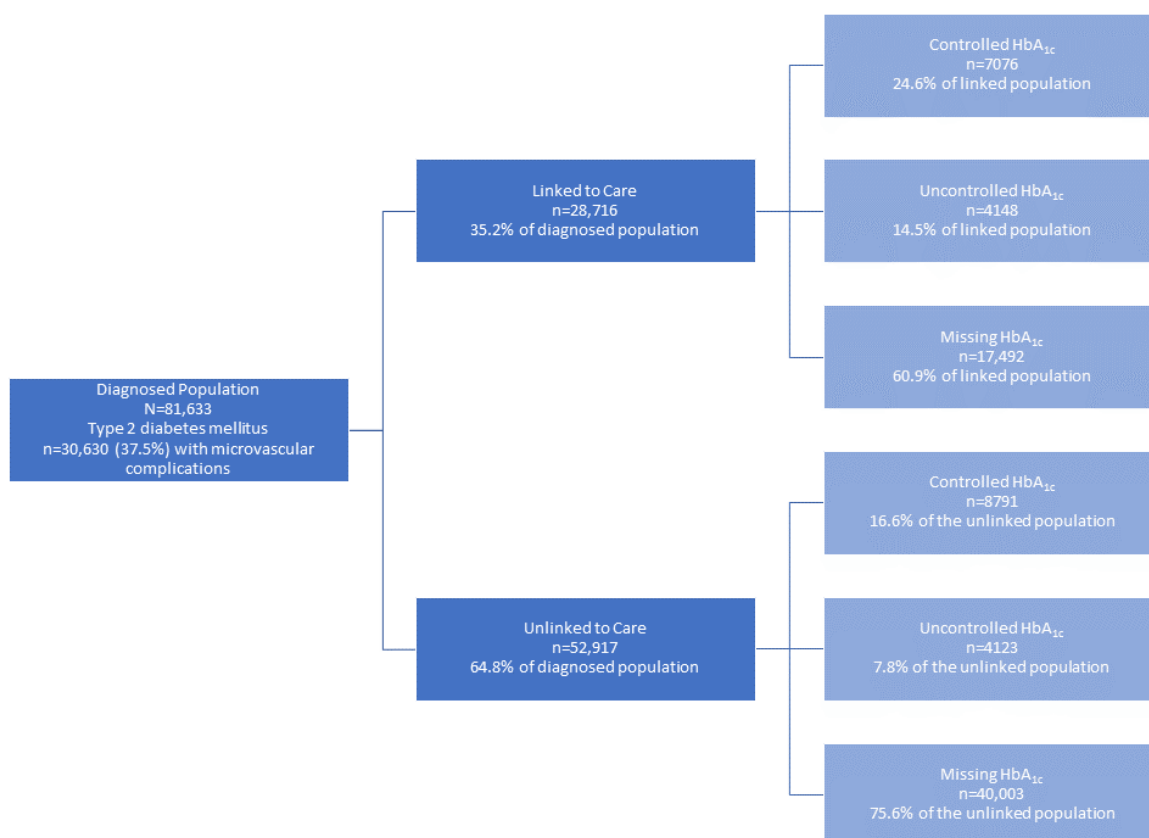 Diagnosed Population
N=81,633
Type 2 diabetes mellitus
n=30,630 (37.5%) with microvascular
complications
Linked to Care
n=28,716
35.2% of diagnosed population
Controlled HbA1c
n=7076
24.6% of linked population
Uncontrolled HbA1c
n=4148
14.5% of linked population
Missing HbA1c
n=17,492
60.9% of linked population
Unlinked to Care
n=52,917
64.8% of diagnosed population
Controlled HbA1c
n=8791
16.6% of the unlinked population
Uncontrolled HbA1c
n=4123
7.8% of the unlinked population
Missing HbA1c
n=40,003
75.6% of the unlinked population